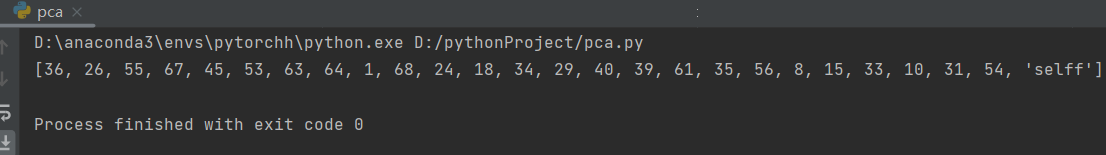 pca
D:\anaconda3\envs\pytorchh\python.exe D:/pythonProject/pca.py
[36, 26, 55, 67, 45, 53, 63, 64, 1, 68, 24, 18, 34, 29, 40, 39, 61, 35, 56, 8, 15, 33, 10, 31, 54, 'selff']
Process finished with exit code 0